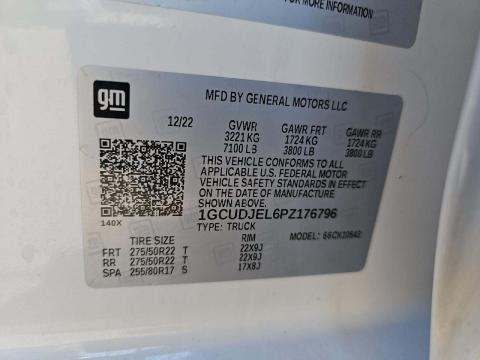 FOR MORE INFORMATION
gm
MFD BY GENERAL MOTORS LLC
12/22 GVWR GAWR FRT GAWR RR
3221 KG 1724 KG 1724 KG
7100 LB 3800 LB 3800 LB
THIS VEHICLE CONFORMS TO ALL
APPLICABLE U.S. FEDERAL MOTOR
VEHICLE SAFETY STANDARDS IN EFFECT
ON THE DATE OF MANUFACTURE
1GCUDJEL6PZ176796
140X TYPE: TRUCK MODEL:
TIRE SIZE RIM
FRT 275/50R22 T 22X9J
RR 275/50R22 T 22X9J
SPA 255/80R17 S 17X8J